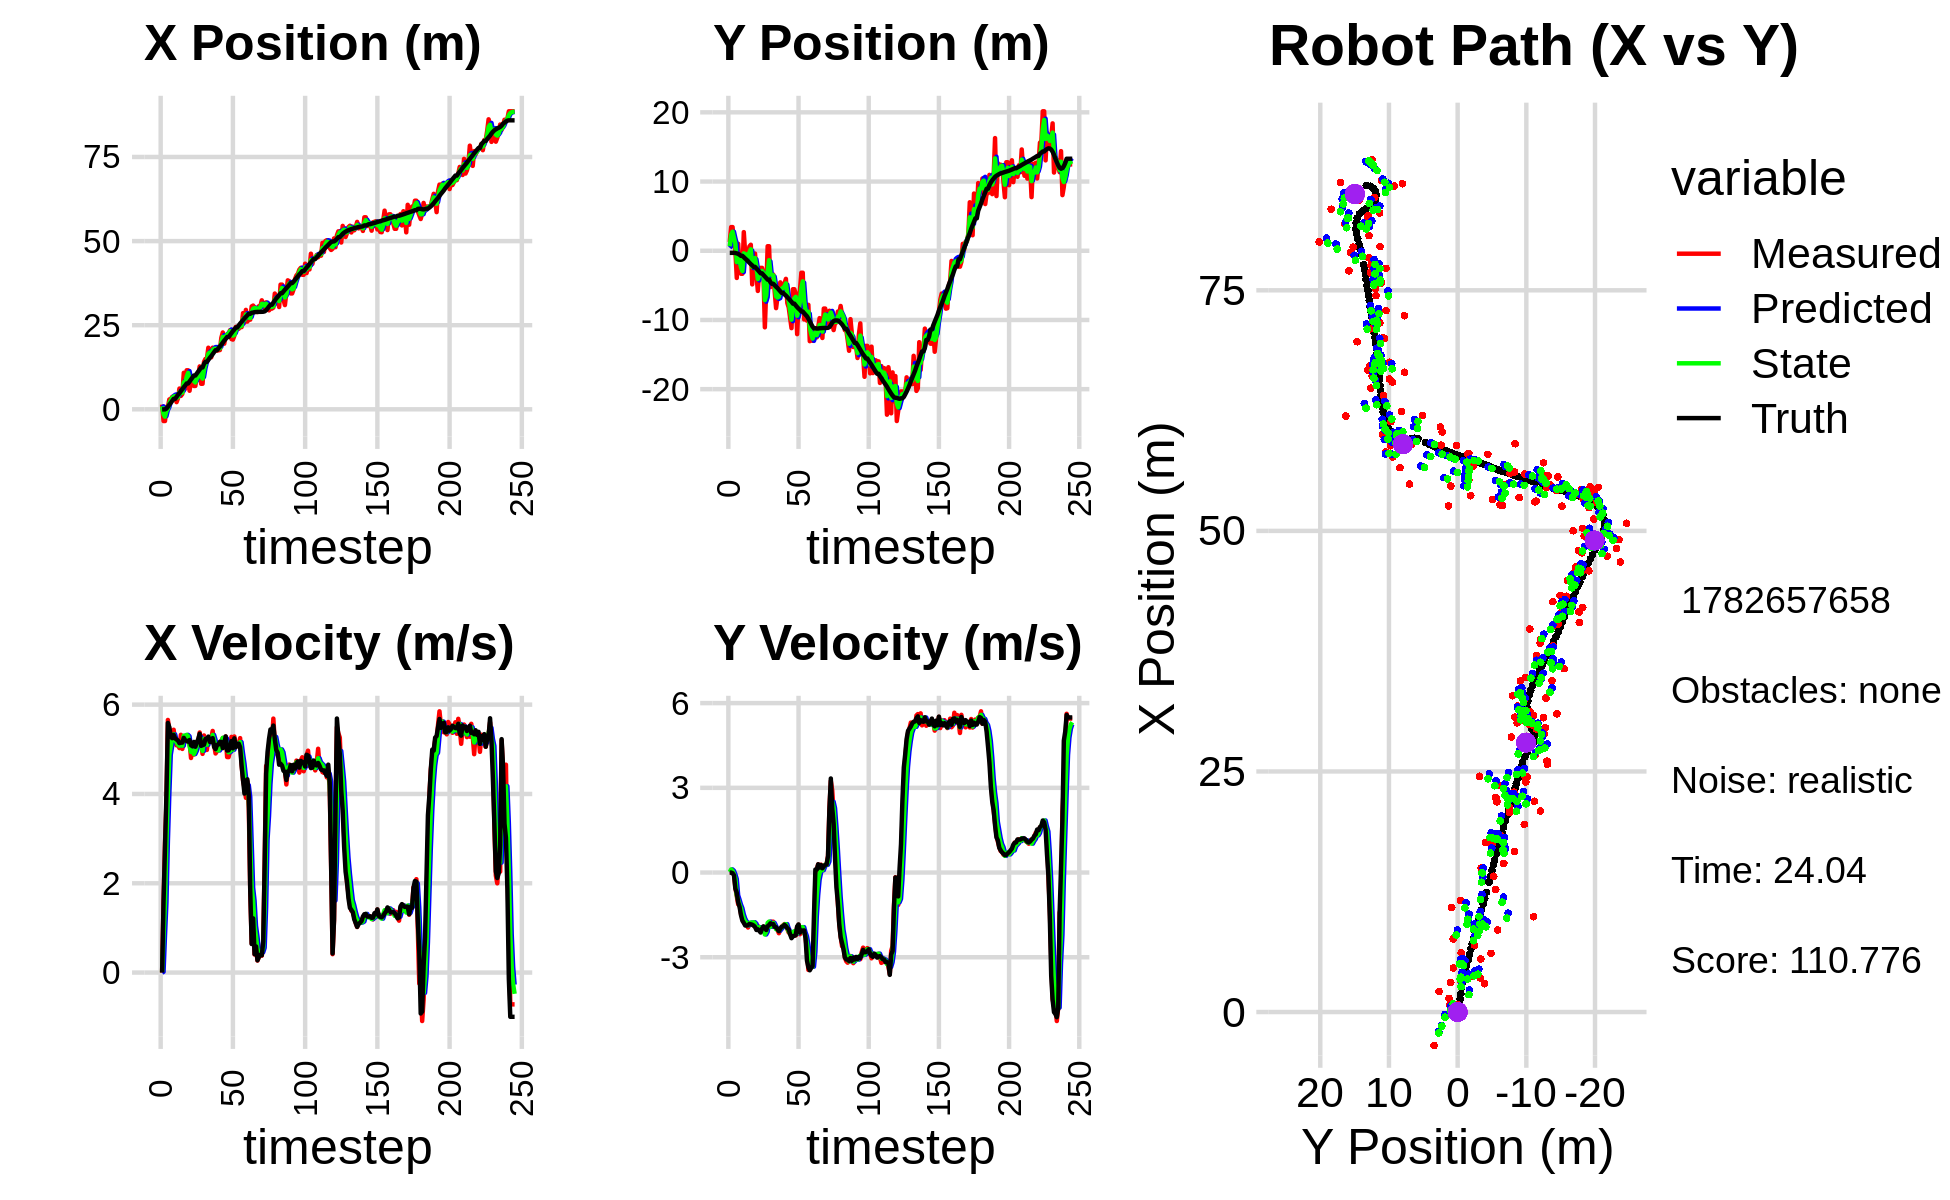 X Position (m)
75
50
25
0
0
50
100
150
200
250
timestep
Y Position (m)
20
10
0
-10
-20
0
50
100
150
200
250
timestep
X Velocity (m/s)
6
4
2
0
0
50
100
150
200
250
timestep
Y Velocity (m/s)
6
3
0
-3
0
50
100
150
200
250
timestep
Robot Path (X vs Y)
X Position (m)
75
50
25
0
20 10 0 -10 -20
Y Position (m)
variable
Measured
Predicted
State
Truth
1782657658
Obstacles: none
Noise: realistic
Time: 24.04
Score: 110.776